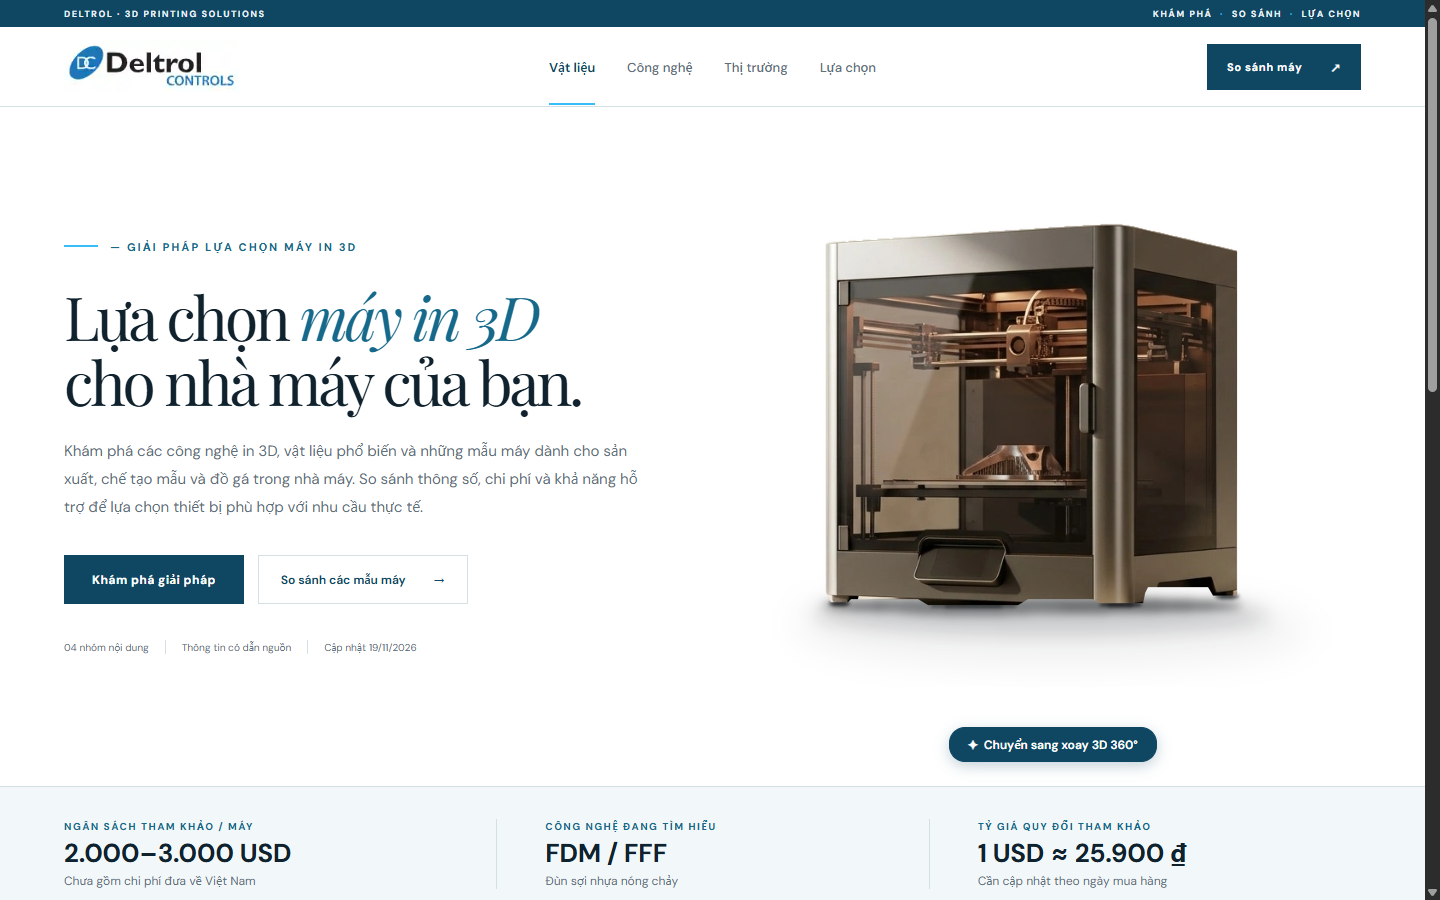 DELTROL • 3D PRINTING SOLUTIONS
KHÁM PHÁ · SO SÁNH · LỰA CHỌN
DC Deltrol CONTROLS
Vật liệu
Công nghệ
Thị trường
Lựa chọn
So sánh máy ↗
— GIẢI PHÁP LỰA CHỌN MÁY IN 3D
Lựa chọn máy in 3D
cho nhà máy của bạn.
Khám phá các công nghệ in 3D, vật liệu phổ biến và những mẫu máy dành cho sản
xuất, chế tạo mẫu và đồ gá trong nhà máy. So sánh thông số, chi phí và khả năng hỗ
trợ để lựa chọn thiết bị phù hợp với nhu cầu thực tế.
Khám phá giải pháp
So sánh các mẫu máy →
04 nhóm nội dung
Thông tin có dẫn nguồn
Cập nhật 19/11/2026
✦ Chuyển sang xoay 3D 360°
NGÂN SÁCH THAM KHẢO / MÁY
2.000–3.000 USD
Chưa gồm chi phí đưa về Việt Nam
CÔNG NGHỆ ĐANG TÌM HIỂU
FDM / FFF
Đùn sợi nhựa nóng chảy
TỶ GIÁ QUY ĐỔI THAM KHẢO
1 USD ≈ 25.900 ₫
Cần cập nhật theo ngày mua hàng